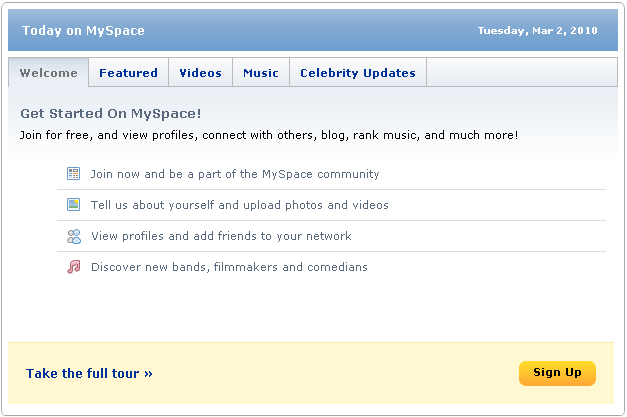 Today on MySpace
Tuesday, Mar 2, 2010
Welcome Featured Videos Music Celebrity Updates
Get Started On MySpace!
Join for free, and view profiles, connect with others, blog, rank music, and much more!
Join now and be a part of the MySpace community
Tell us about yourself and upload photos and videos
View profiles and add friends to your network
Discover new bands, filmmakers and comedians
Take the full tour »
Sign Up